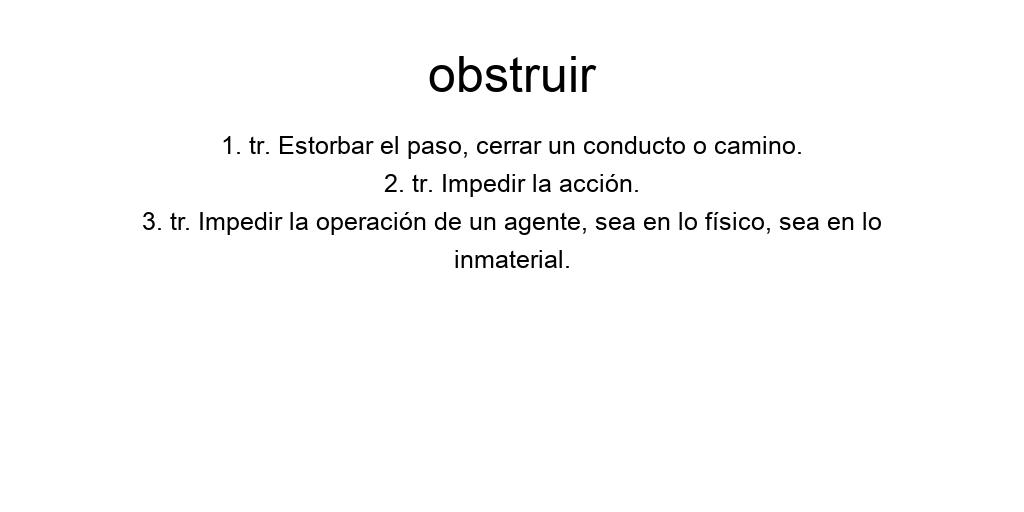 obstruir
1. tr. Estorbar el paso, cerrar un conducto o camino.
2. tr. Impedir la acción.
3. tr. Impedir la operación de un agente, sea en lo físico, sea en lo
inmaterial.